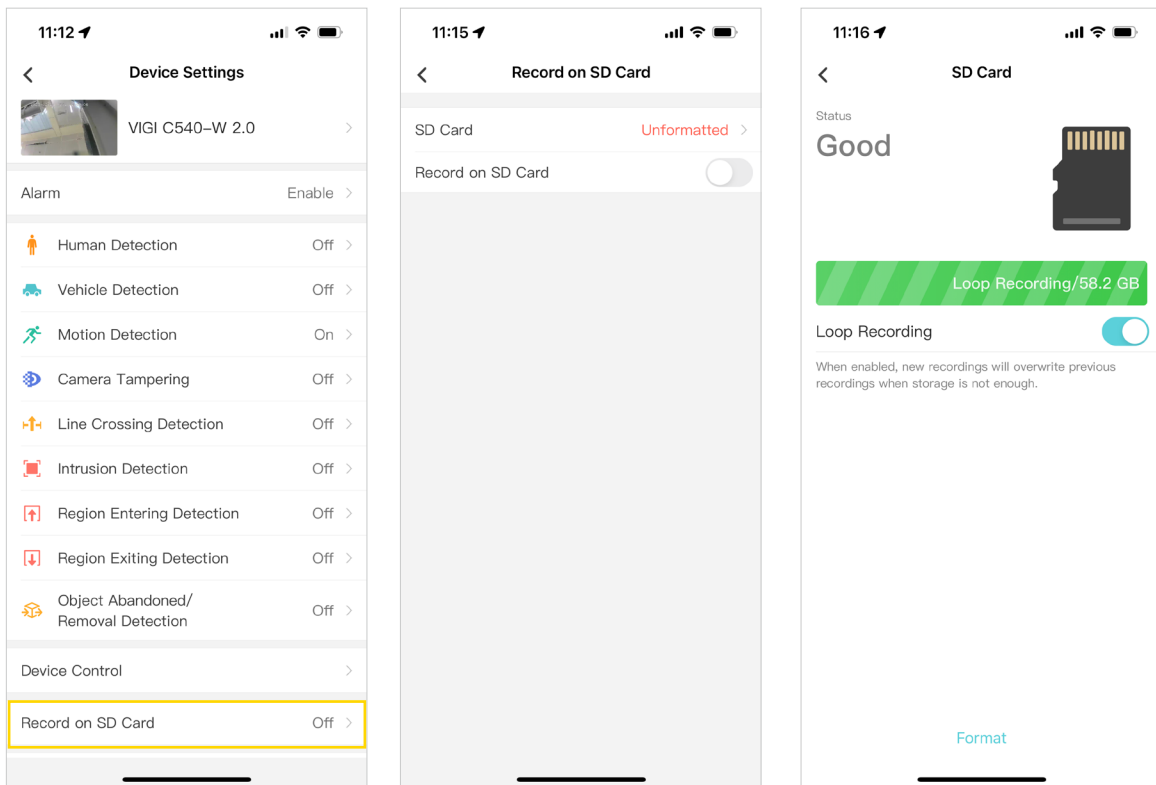 11:12
Device Settings
VIGI C540-W 2.0
Alarm Enable
Human Detection Off
Vehicle Detection Off
Motion Detection On
Camera Tampering Off
Line Crossing Detection Off
Intrusion Detection Off
Region Entering Detection Off
Region Exiting Detection Off
Object Abandoned/
Removal Detection Off
Device Control
Record on SD Card Off
11:15
Record on SD Card
SD Card Unformatted
Record on SD Card
11:16
SD Card
Status
Good
Loop Recording/58.2 GB
Loop Recording
When enabled, new recordings will overwrite previous
recordings when storage is not enough.
Format